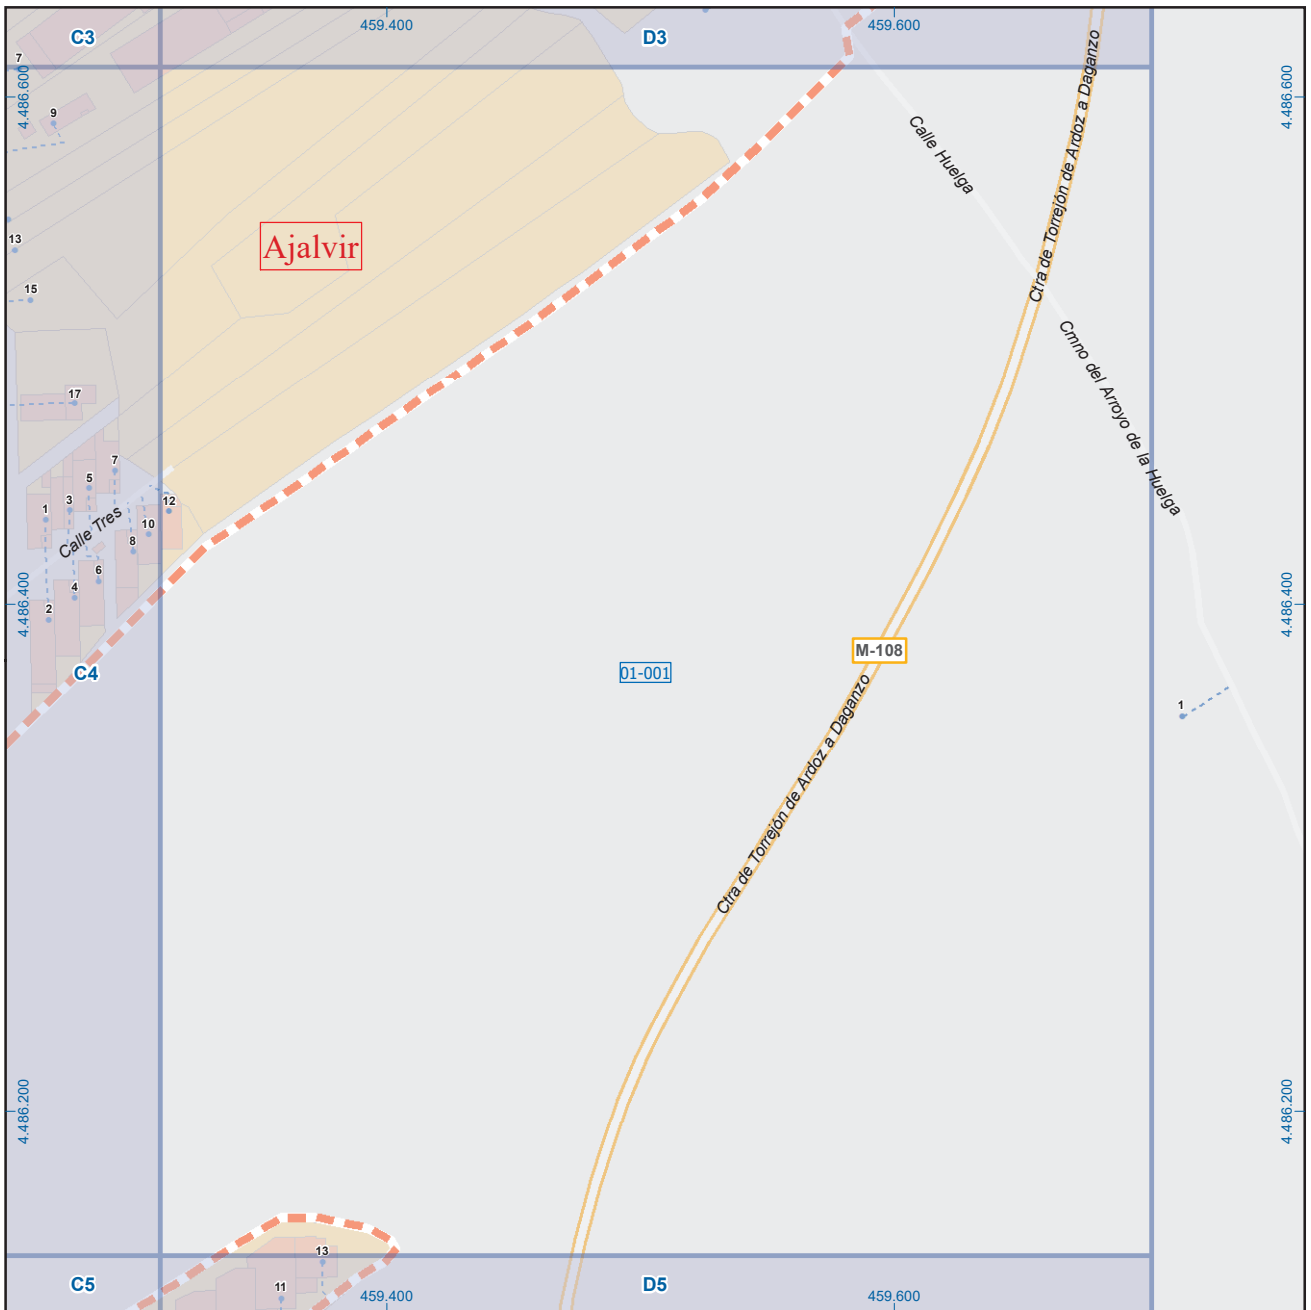 459.400
459.600
C3
D3
7
4.486.600
4.486.600
9
Calle Huelga
Ctra de Torrejón de Ardoz a Daganzo
13
Ajalvir
15
Cmno del Arroyo de la Huelga
17
7
5
3
1
12
10
8
Calle Tres
6
4
2
4.486.400
4.486.400
M-108
C4
01-001
1
Ctra de Torrejón de Ardoz a Daganzo
4.486.200
4.486.200
13
11
C5
D5
459.400
459.600